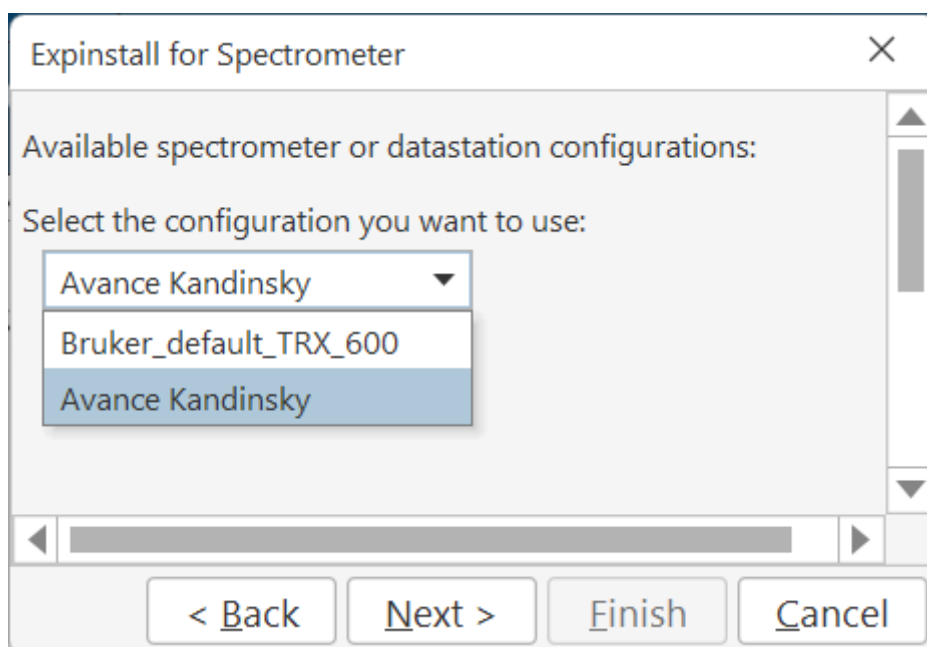 Expinstall for Spectrometer
Available spectrometer or datastation configurations:
Select the configuration you want to use:
Avance Kandinsky
Bruker_default_TRX_600
Avance Kandinsky
< Back Next > Finish Cancel